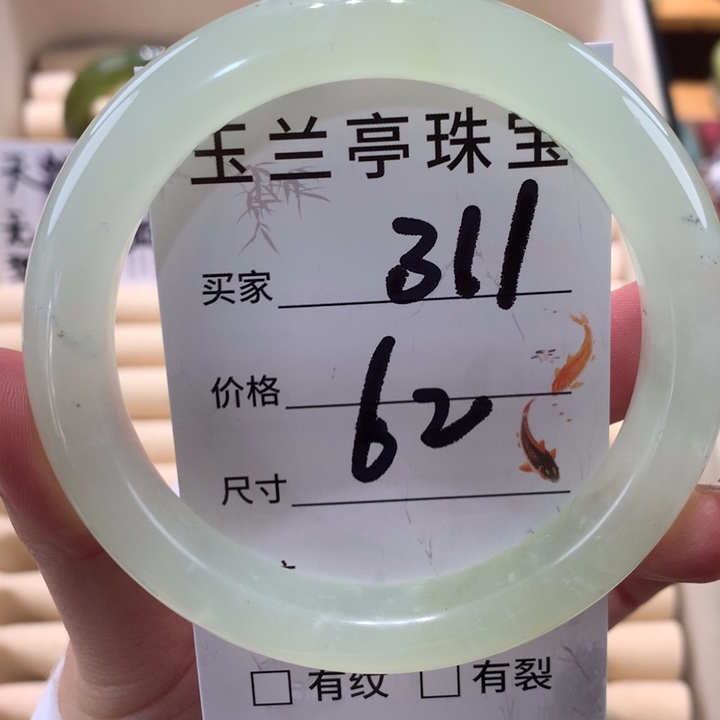 玉兰亭珠宝
买家 311
价格 62
尺寸
□ 有纹 □ 有裂